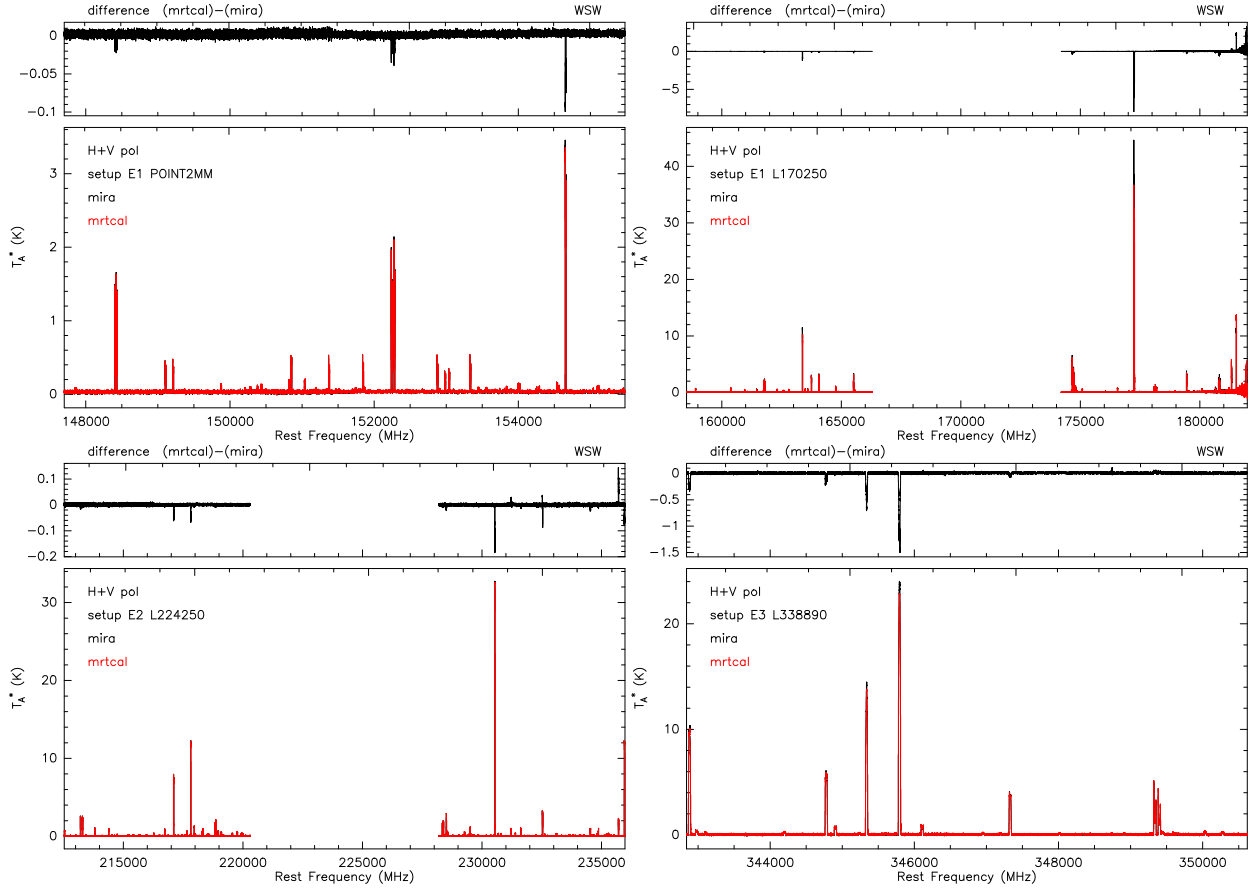 difference (mrtcal)−(mira) WSW
0
−0.05
−0.1
H+V pol
setup E1 POINT2MM
mira
mrtcal
3
2
1
0
T_A^* (K)
148000 150000 152000 154000
Rest Frequency (MHz)
difference (mrtcal)−(mira) WSW
0
−5
H+V pol
setup E1 L170250
mira
mrtcal
40
30
20
10
0
T_A^* (K)
160000 165000 170000 175000 180000
Rest Frequency (MHz)
difference (mrtcal)−(mira) WSW
0.1
0
−0.1
−0.2
H+V pol
setup E2 L224250
mira
mrtcal
30
20
10
0
T_A^* (K)
215000 220000 225000 230000 235000
Rest Frequency (MHz)
difference (mrtcal)−(mira) WSW
0
−0.5
−1
−1.5
H+V pol
setup E3 L338890
mira
mrtcal
20
10
0
T_A^* (K)
344000 346000 348000 350000
Rest Frequency (MHz)